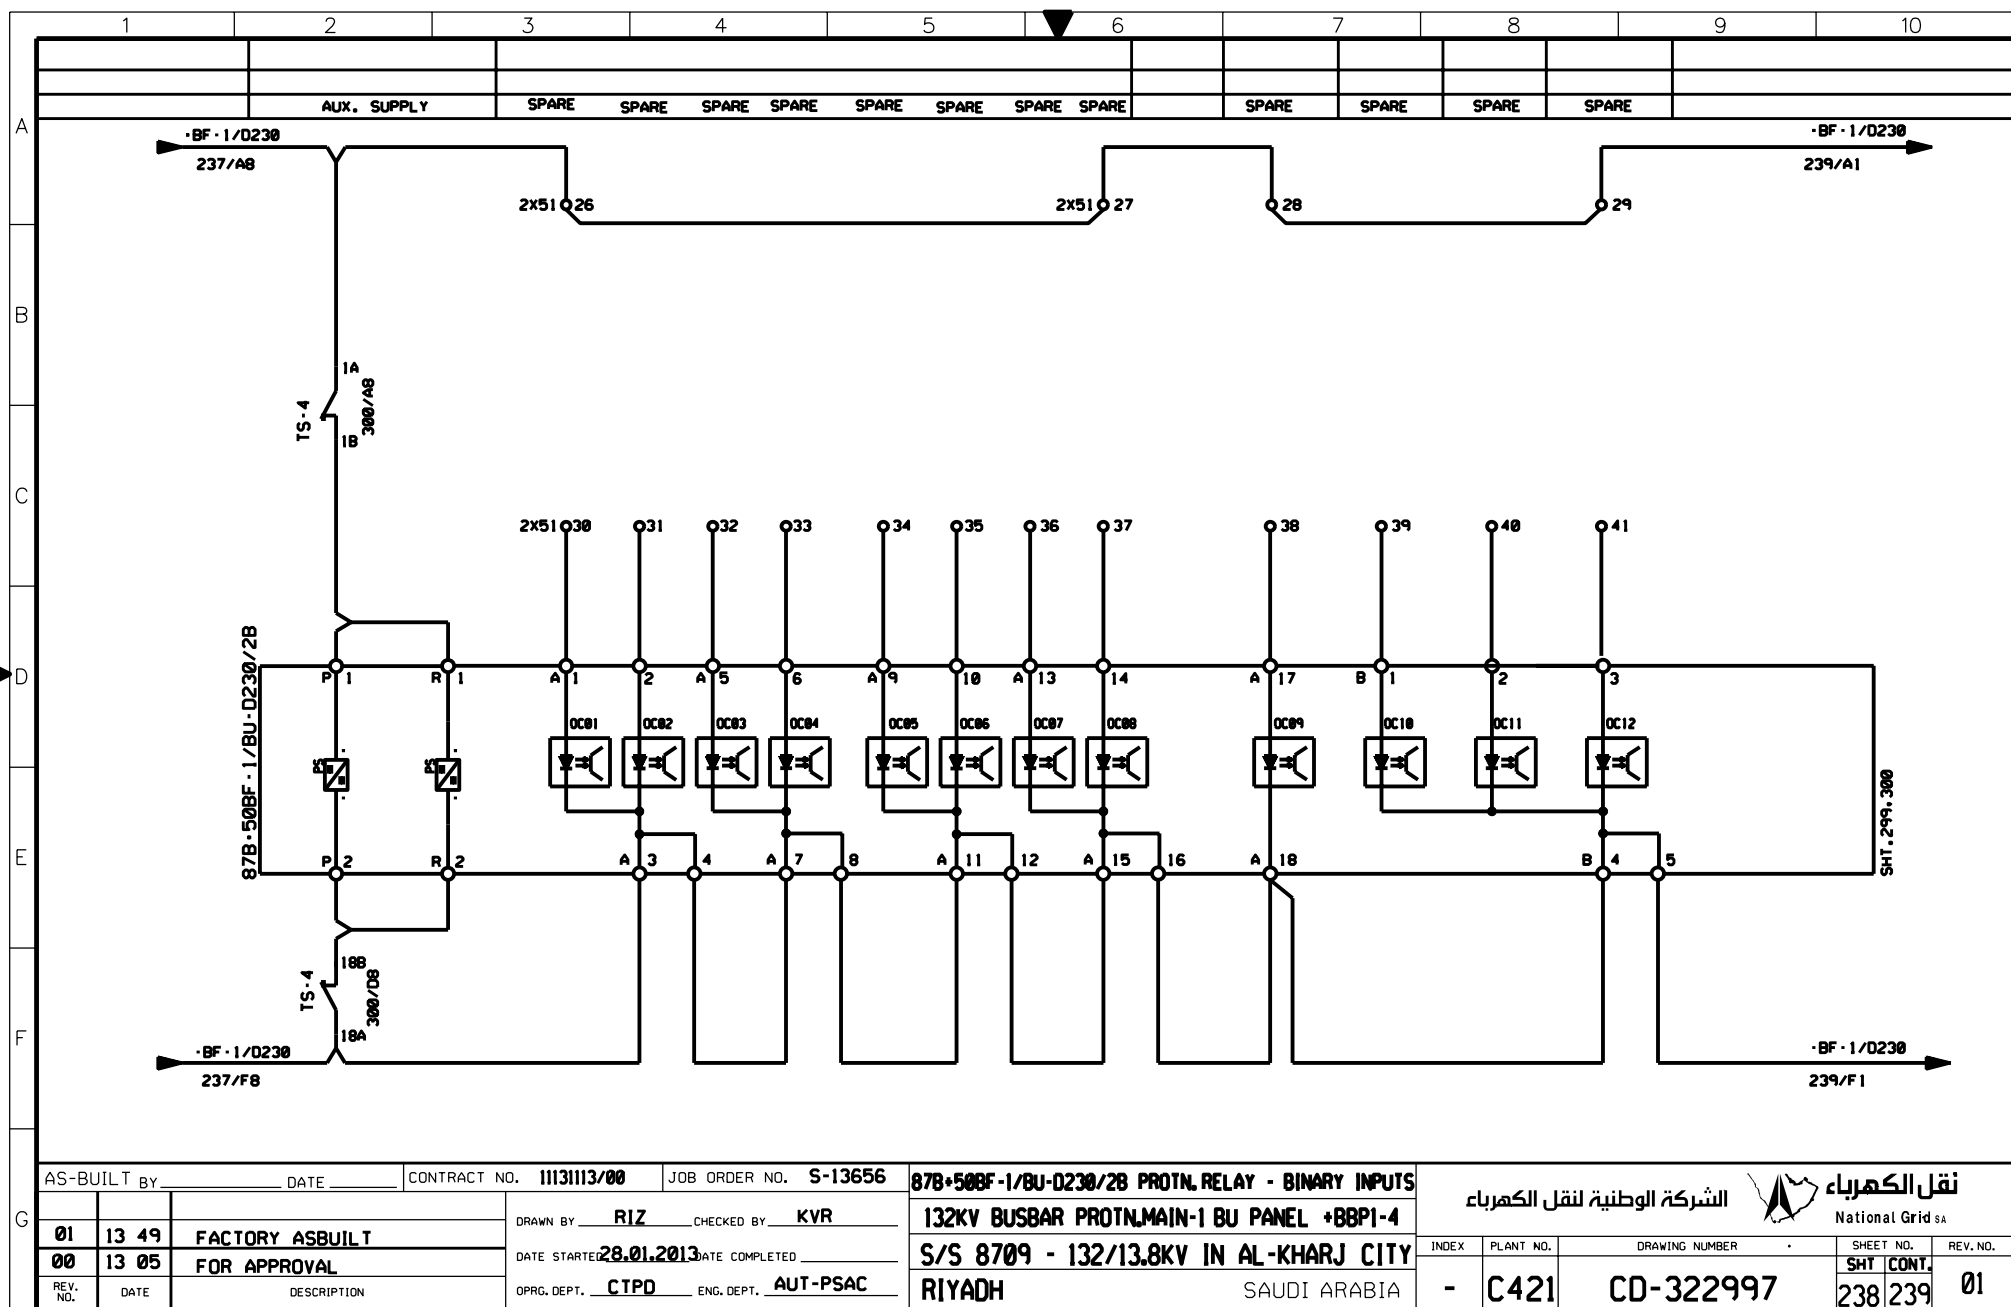 1 2 3 4 5 6 7 8 9 10
AUX. SUPPLY SPARE SPARE SPARE SPARE SPARE SPARE SPARE SPARE SPARE SPARE SPARE SPARE
A
-BF-1/D230 -BF-1/D230
237/A8 239/A1
2X51 26 2X51 27 28 29
B
1A
TS-4
300/A8
1B
C
2X51 30 31 32 33 34 35 36 37 38 39 40 41
87B-50BF-1/BU-D230/2B
D
P 1 R 1 A 1 2 A 5 6 A 9 10 A 13 14 A 17 B 1 2 3
OC01 OC02 OC03 OC04 OC05 OC06 OC07 OC08 OC09 OC10 OC11 OC12
PS PS
SHT.299.300
E
P 2 R 2 A 3 4 A 7 8 A 11 12 A 15 16 A 18 B 4 5
18B
TS-4
300/D8
18A
F
-BF-1/D230 -BF-1/D230
237/F8 239/F1
G
AS-BUILT BY DATE CONTRACT NO. 11131113/00 JOB ORDER NO. S-13656
01 13 49 FACTORY ASBUILT
00 13 05 FOR APPROVAL
REV. NO. DATE DESCRIPTION
DRAWN BY RIZ CHECKED BY KVR
DATE STARTED 28.01.2013 DATE COMPLETED
OPRG. DEPT. CTPD ENG. DEPT. AUT-PSAC
87B+50BF-1/BU-D230/2B PROTN.RELAY - BINARY INPUTS
132KV BUSBAR PROTN.MAIN-1 BU PANEL +BBP1-4
S/S 8709 - 132/13.8KV IN AL-KHARJ CITY
RIYADH SAUDI ARABIA
الشركة الوطنية لنقل الكهرباء
نقل الكهرباء
National Grid SA
INDEX PLANT NO. DRAWING NUMBER SHEET NO. REV. NO.
SHT CONT.
- C421 CD-322997 238 239 01